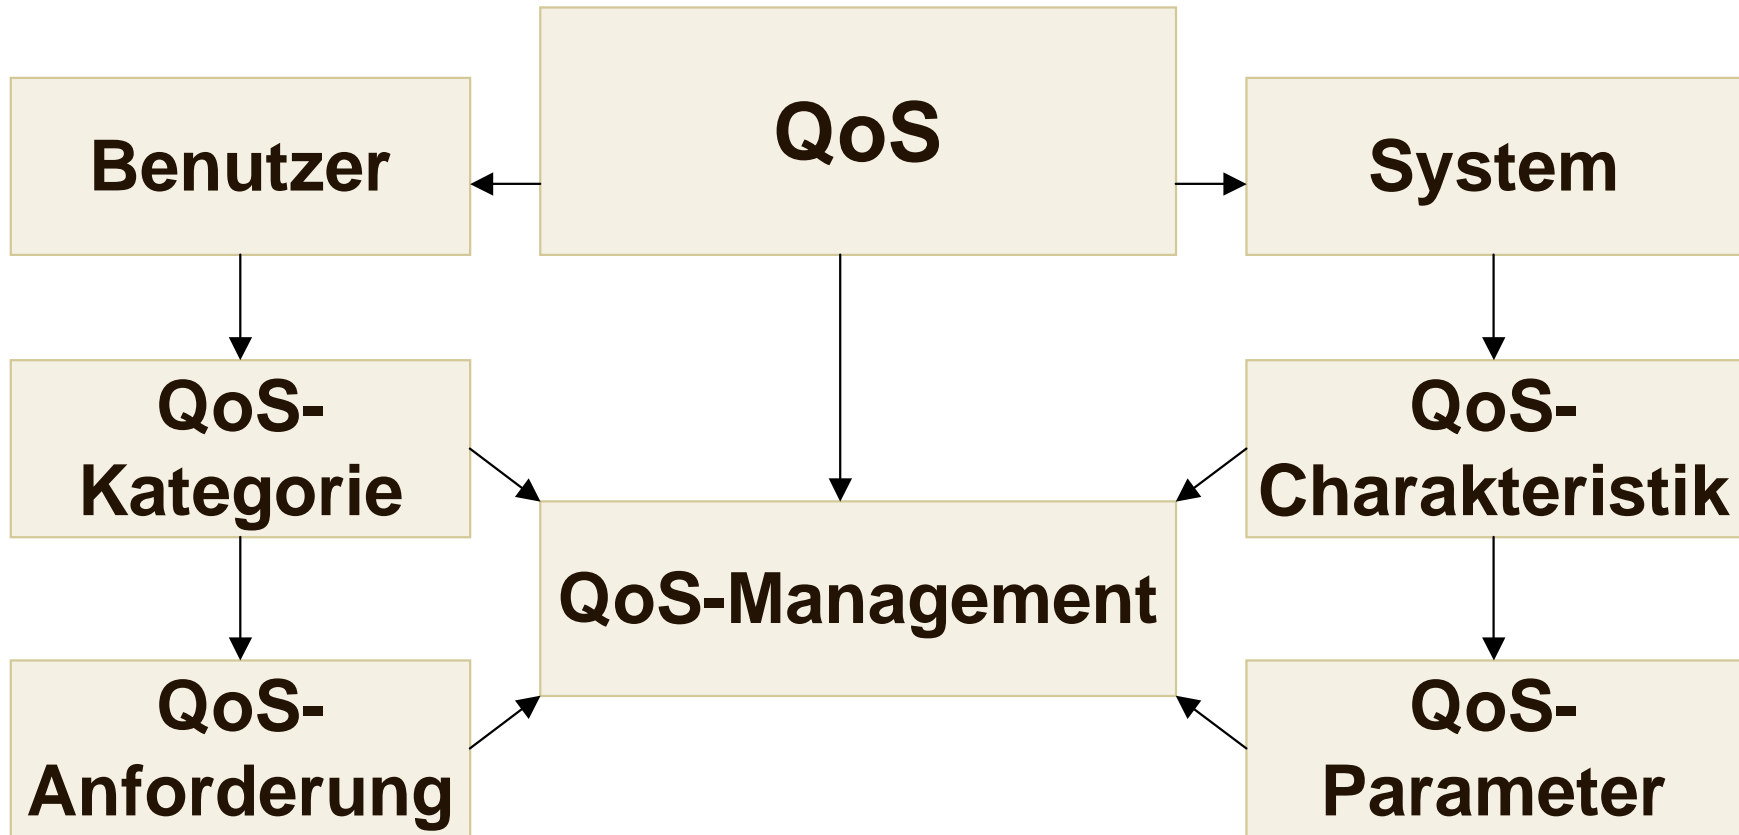 QoS
Benutzer
System
QoS-
Kategorie
QoS-
Charakteristik
QoS-Management
QoS-
Anforderung
QoS-
Parameter